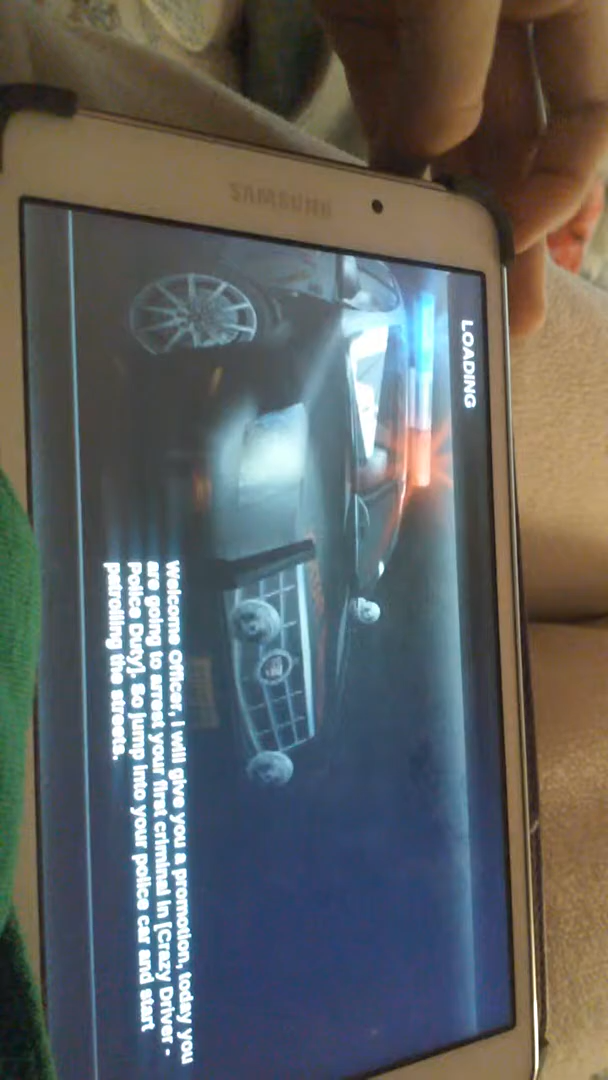 SAMSUNG
LOADING
Welcome Officer, I will give you a promotion, today you
are going to arrest your first criminal in [Crazy Driver -
Police Duty]. So jump into your police car and start
patrolling the streets.